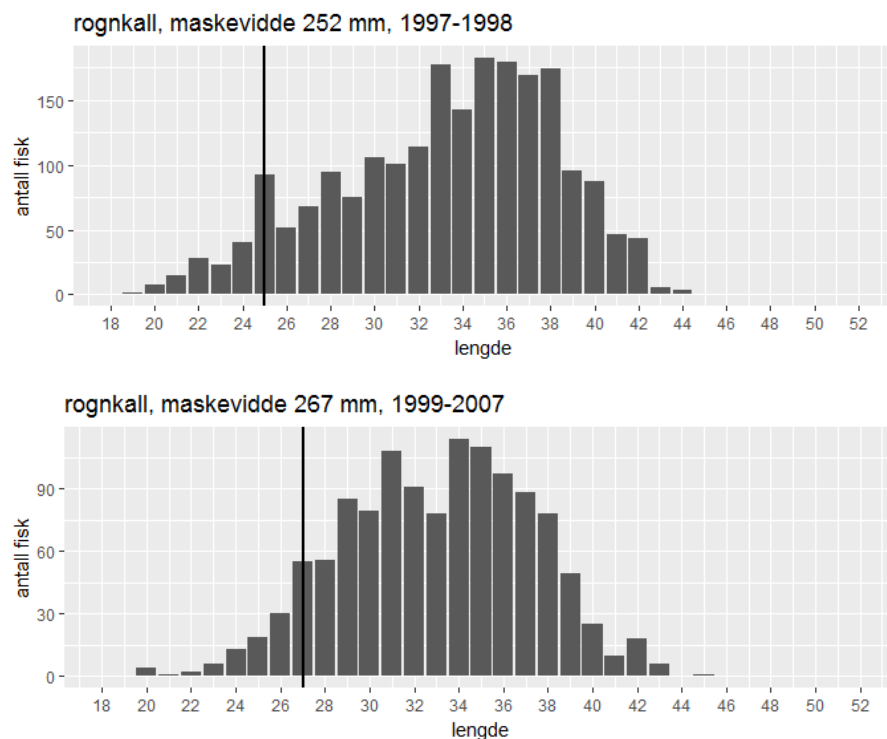 rognkall, maskevidde 252 mm, 1997-1998
150
100
50
0
antall fisk
18 20 22 24 26 28 30 32 34 36 38 40 42 44 46 48 50 52
lengde
rognkall, maskevidde 267 mm, 1999-2007
90
60
30
0
antall fisk
18 20 22 24 26 28 30 32 34 36 38 40 42 44 46 48 50 52
lengde